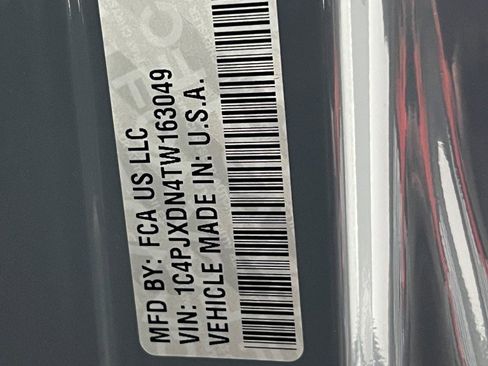 MFD BY: FCA US LLC
VIN: 1C4PJXDN4TW163049
VEHICLE MADE IN: U.S.A.